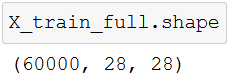 X_train_full.shape
(60000, 28, 28)